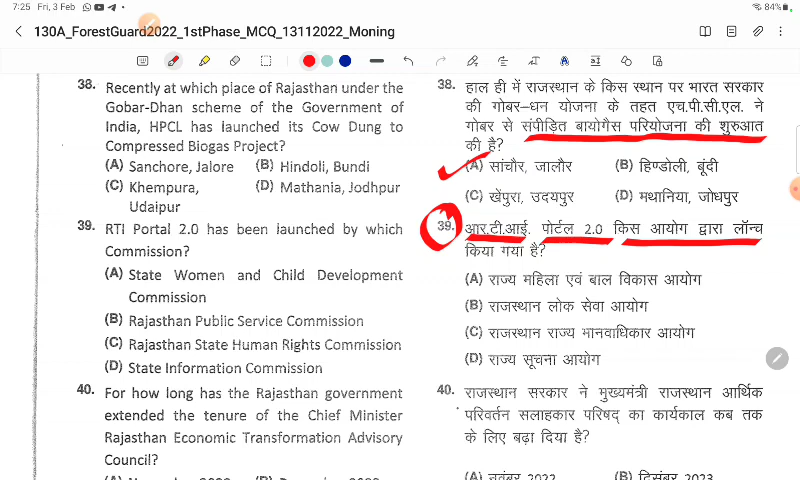 7:25 Fri, 3 Feb
84%
130A_ForestGuard2022_1stPhase_MCQ_13112022_Moning
38. Recently at which place of Rajasthan under the
Gobar-Dhan scheme of the Government of
India, HPCL has launched its Cow Dung to
Compressed Biogas Project?
(A) Sanchore, Jalore (B) Hindoli, Bundi
(C) Khempura, (D) Mathania, Jodhpur
Udaipur
39. RTI Portal 2.0 has been launched by which
Commission?
(A) State Women and Child Development
Commission
(B) Rajasthan Public Service Commission
(C) Rajasthan State Human Rights Commission
(D) State Information Commission
40. For how long has the Rajasthan government
extended the tenure of the Chief Minister
Rajasthan Economic Transformation Advisory
Council?
38. हाल ही में राजस्थान के किस स्थान पर भारत सरकार
की गोबर–धन योजना के तहत एच.पी.सी.एल. ने
गोबर से संपीड़ित बायोगैस परियोजना की शुरुआत
की है?
(A) सांचौर, जालौर (B) हिण्डोली, बूंदी
(C) खेंपुरा, उदयपुर (D) मथानिया, जोधपुर
39. आर.टी.आई. पोर्टल 2.0 किस आयोग द्वारा लॉन्च
किया गया है?
(A) राज्य महिला एवं बाल विकास आयोग
(B) राजस्थान लोक सेवा आयोग
(C) राजस्थान राज्य मानवाधिकार आयोग
(D) राज्य सूचना आयोग
40. राजस्थान सरकार ने मुख्यमंत्री राजस्थान आर्थिक
परिवर्तन सलाहकार परिषद् का कार्यकाल कब तक
के लिए बढ़ा दिया है?
(A) नवंबर 2022 (B) दिसंबर 2023